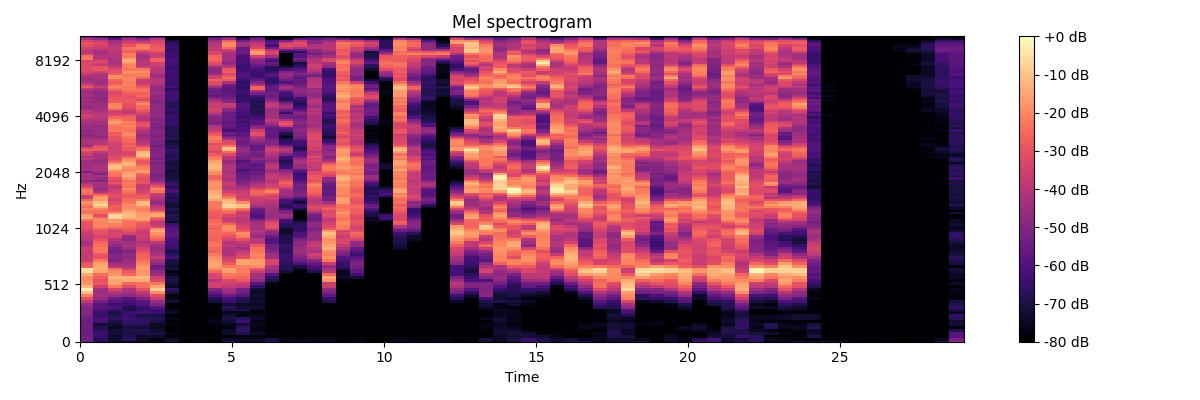 Mel spectrogram
Hz
8192
4096
2048
1024
512
0
0 5 10 15 20 25
Time
+0 dB
-10 dB
-20 dB
-30 dB
-40 dB
-50 dB
-60 dB
-70 dB
-80 dB